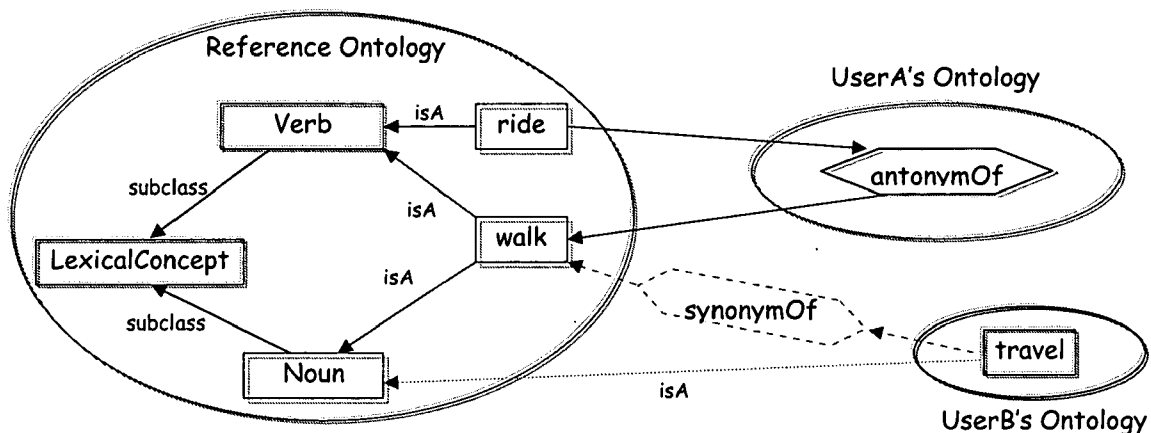 Reference Ontology
UserA's Ontology
Verb
isA
ride
antonymOf
subclass
isA
walk
LexicalConcept
isA
synonymOf
subclass
travel
Noun
isA
UserB's Ontology